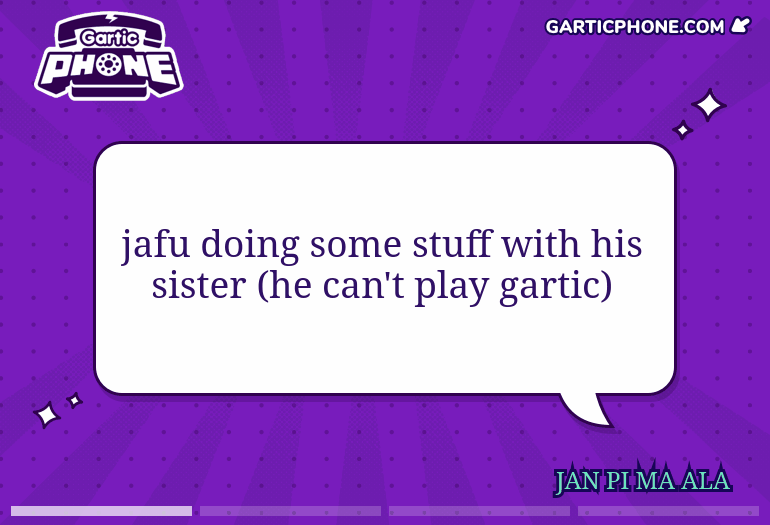 Gartic
PHONE
GARTICPHONE.COM
jafu doing some stuff with his
sister (he can't play gartic)
JAN PI MA ALA